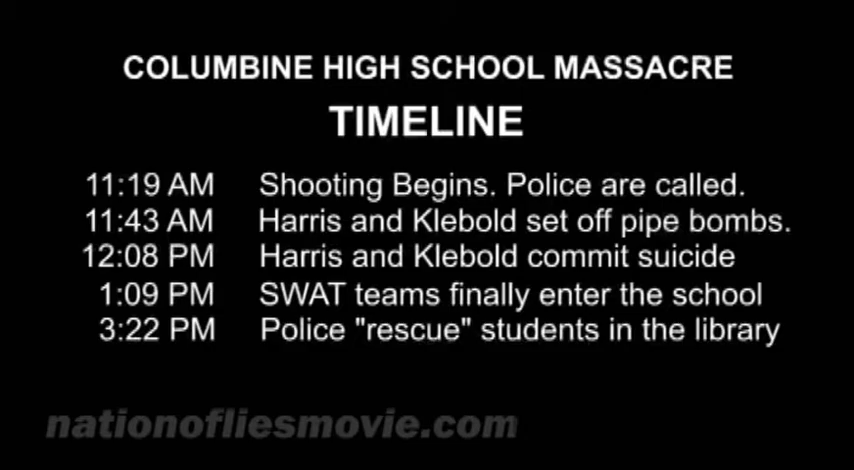 COLUMBINE HIGH SCHOOL MASSACRE
TIMELINE
11:19 AM Shooting Begins. Police are called.
11:43 AM Harris and Klebold set off pipe bombs.
12:08 PM Harris and Klebold commit suicide
1:09 PM SWAT teams finally enter the school
3:22 PM Police "rescue" students in the library
nationofliesmovie.com